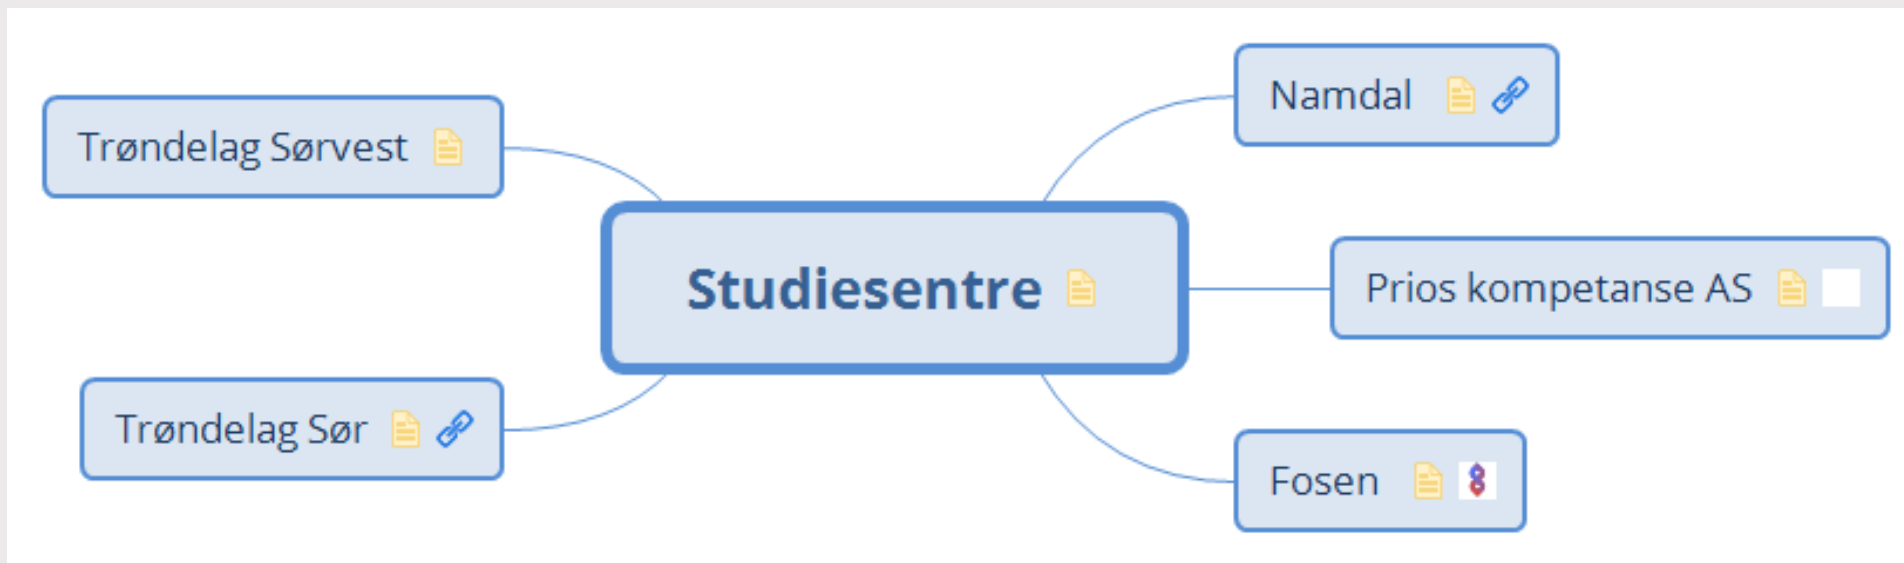 Studiesentre
Namdal
Prios kompetanse AS
Fosen
Trøndelag Sør
Trøndelag Sørvest